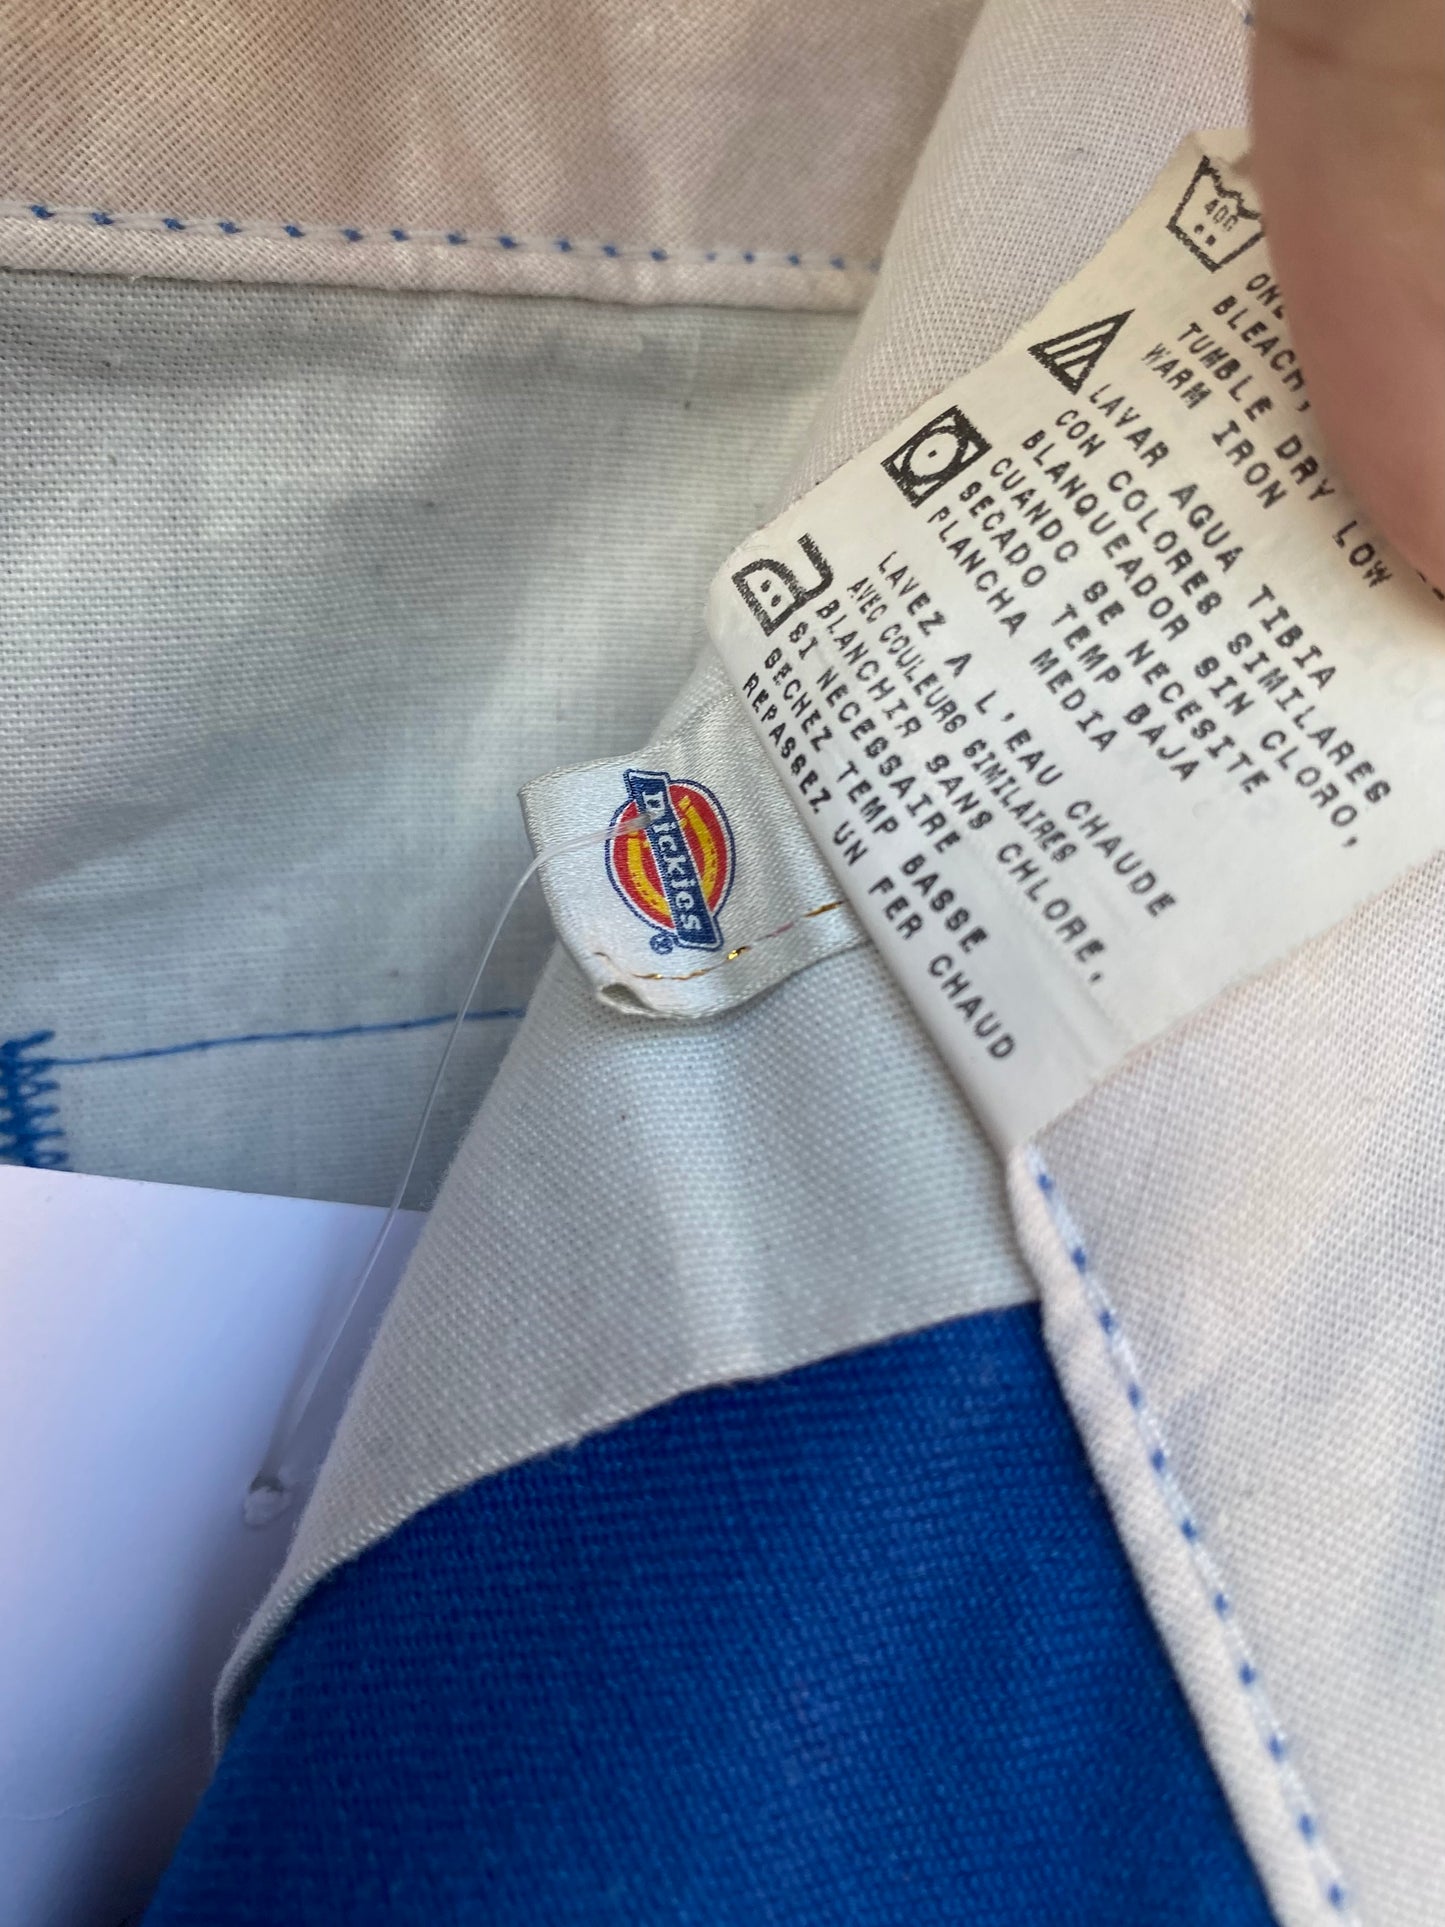 40C
BLEACH,
TUMBLE DRY LOW
WARM IRON
LAVAR AGUA TIBIA
CON COLORES SIMILARES
BLANQUEADOR SIN CLORO,
CUANDO SE NECESITE
SECADO TEMP BAJA
PLANCHA MEDIA
LAVEZ A L'EAU CHAUDE
AVEC COULEURS SIMILAIRES
BLANCHIR SANS CHLORE,
SI NECESSAIRE
SECHEZ TEMP BASSE
REPASSEZ UN FER CHAUD
Dickies
®